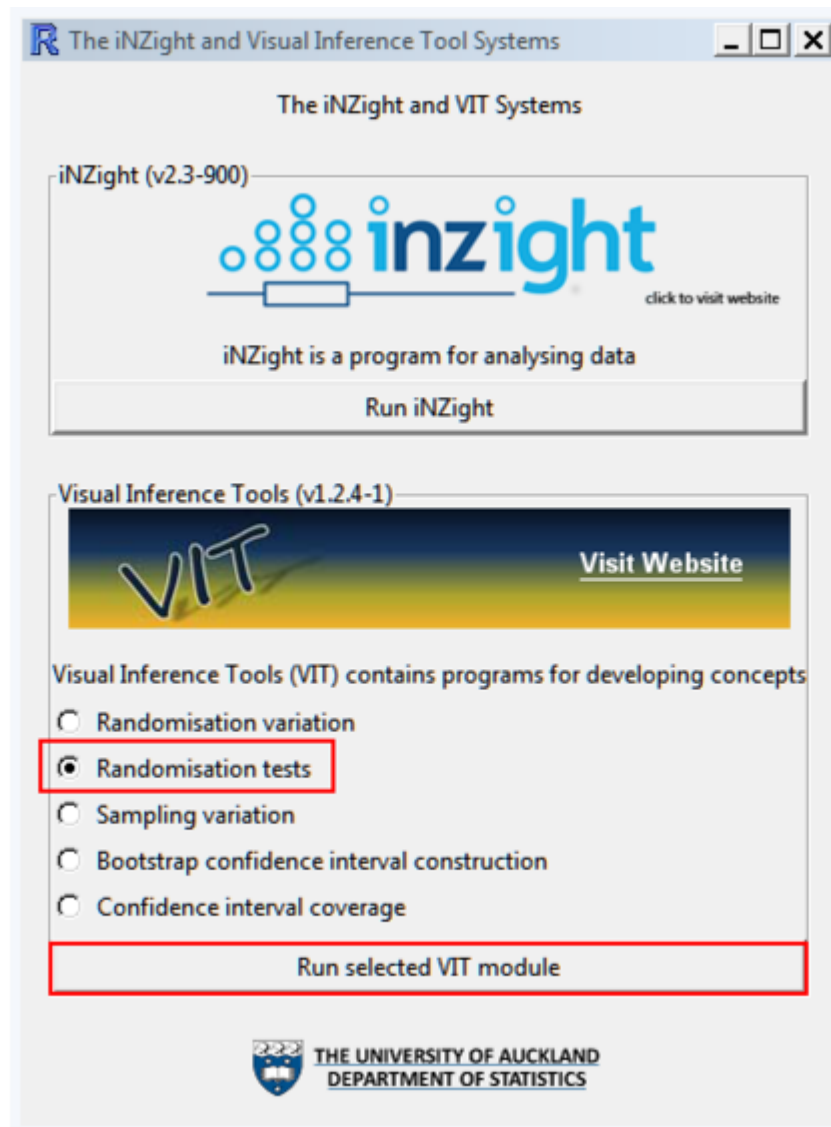 The iNZight and Visual Inference Tool Systems
The iNZight and VIT Systems
iNZight (v2.3-900)
inzight
click to visit website
iNZight is a program for analysing data
Run iNZight
Visual Inference Tools (v1.2.4-1)
VIT
Visit Website
Visual Inference Tools (VIT) contains programs for developing concepts
Randomisation variation
Randomisation tests
Sampling variation
Bootstrap confidence interval construction
Confidence interval coverage
Run selected VIT module
THE UNIVERSITY OF AUCKLAND
DEPARTMENT OF STATISTICS